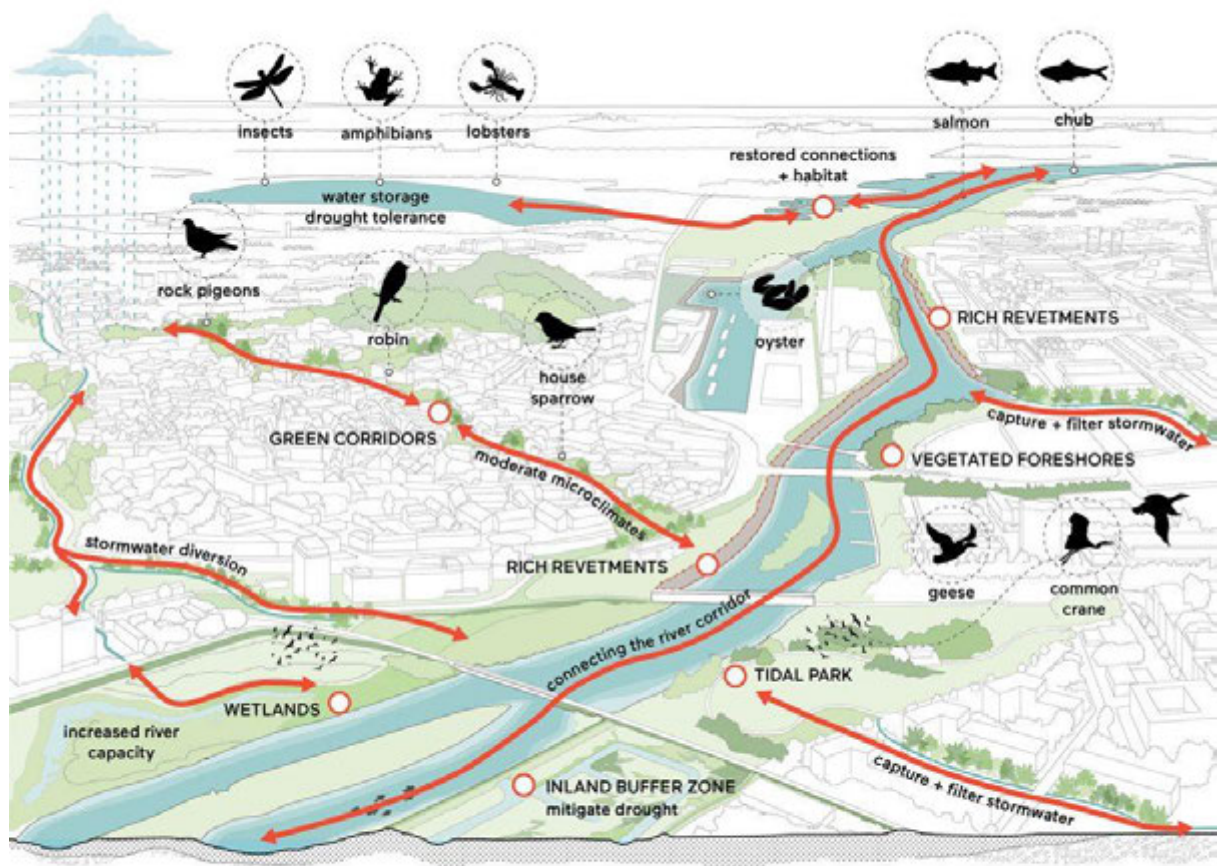 insects
amphibians
lobsters
salmon
chub
restored connections
+ habitat
water storage
drought tolerance
rock pigeons
robin
house
sparrow
oyster
RICH REVETMENTS
GREEN CORRIDORS
capture + filter stormwater
VEGETATED FORESHORES
moderate microclimates
stormwater diversion
RICH REVETMENTS
geese
common
crane
connecting the river corridor
TIDAL PARK
WETLANDS
increased river
capacity
INLAND BUFFER ZONE
mitigate drought
capture + filter stormwater